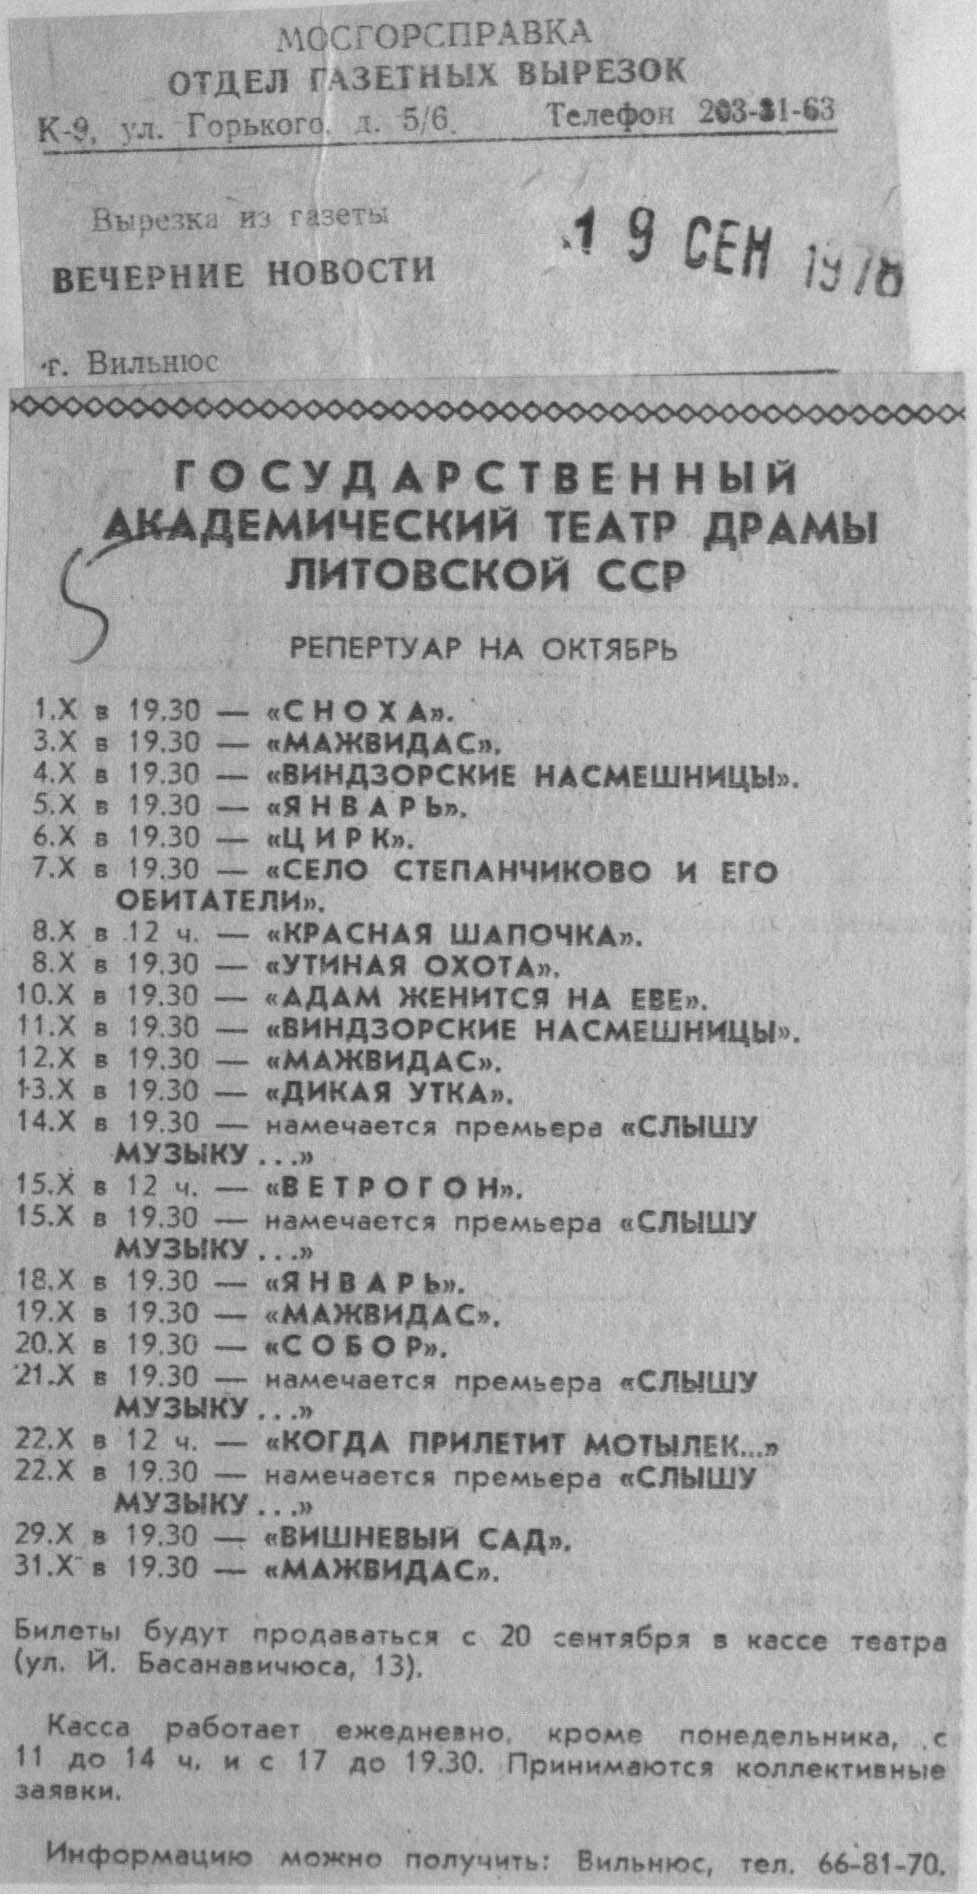 МОСГОРСПРАВКА
ОТДЕЛ ГАЗЕТНЫХ ВЫРЕЗОК
К-9, ул. Горького, д. 5/6. Телефон 203-81-63
Вырезка из газеты
ВЕЧЕРНИЕ НОВОСТИ
19 СЕН 1978
г. Вильнюс
ГОСУДАРСТВЕННЫЙ
АКАДЕМИЧЕСКИЙ ТЕАТР ДРАМЫ
ЛИТОВСКОЙ ССР
РЕПЕРТУАР НА ОКТЯБРЬ
1.X в 19.30 — «СНОХА».
3.X в 19.30 — «МАЖВИДАС».
4.X в 19.30 — «ВИНДЗОРСКИЕ НАСМЕШНИЦЫ».
5.X в 19.30 — «ЯНВАРЬ».
6.X в 19.30 — «ЦИРК».
7.X в 19.30 — «СЕЛО СТЕПАНЧИКОВО И ЕГО
ОБИТАТЕЛИ».
8.X в 12 ч. — «КРАСНАЯ ШАПОЧКА».
8.X в 19.30 — «УТИНАЯ ОХОТА».
10.X в 19.30 — «АДАМ ЖЕНИТСЯ НА ЕВЕ».
11.X в 19.30 — «ВИНДЗОРСКИЕ НАСМЕШНИЦЫ».
12.X в 19.30 — «МАЖВИДАС».
13.X в 19.30 — «ДИКАЯ УТКА».
14.X в 19.30 — намечается премьера «СЛЫШУ
МУЗЫКУ...»
15.X в 12 ч. — «ВЕТРОГОН».
15.X в 19.30 — намечается премьера «СЛЫШУ
МУЗЫКУ...»
18.X в 19.30 — «ЯНВАРЬ».
19.X в 19.30 — «МАЖВИДАС».
20.X в 19.30 — «СОБОР».
21.X в 19.30 — намечается премьера «СЛЫШУ
МУЗЫКУ...»
22.X в 12 ч. — «КОГДА ПРИЛЕТИТ МОТЫЛЕК...»
22.X в 19.30 — намечается премьера «СЛЫШУ
МУЗЫКУ...»
29.X в 19.30 — «ВИШНЕВЫЙ САД».
31.X в 19.30 — «МАЖВИДАС».
Билеты будут продаваться с 20 сентября в кассе театра
(ул. Й. Басанавичюса, 13).
Касса работает ежедневно, кроме понедельника, с
11 до 14 ч. и с 17 до 19.30. Принимаются коллективные
заявки.
Информацию можно получить: Вильнюс, тел. 66-81-70.